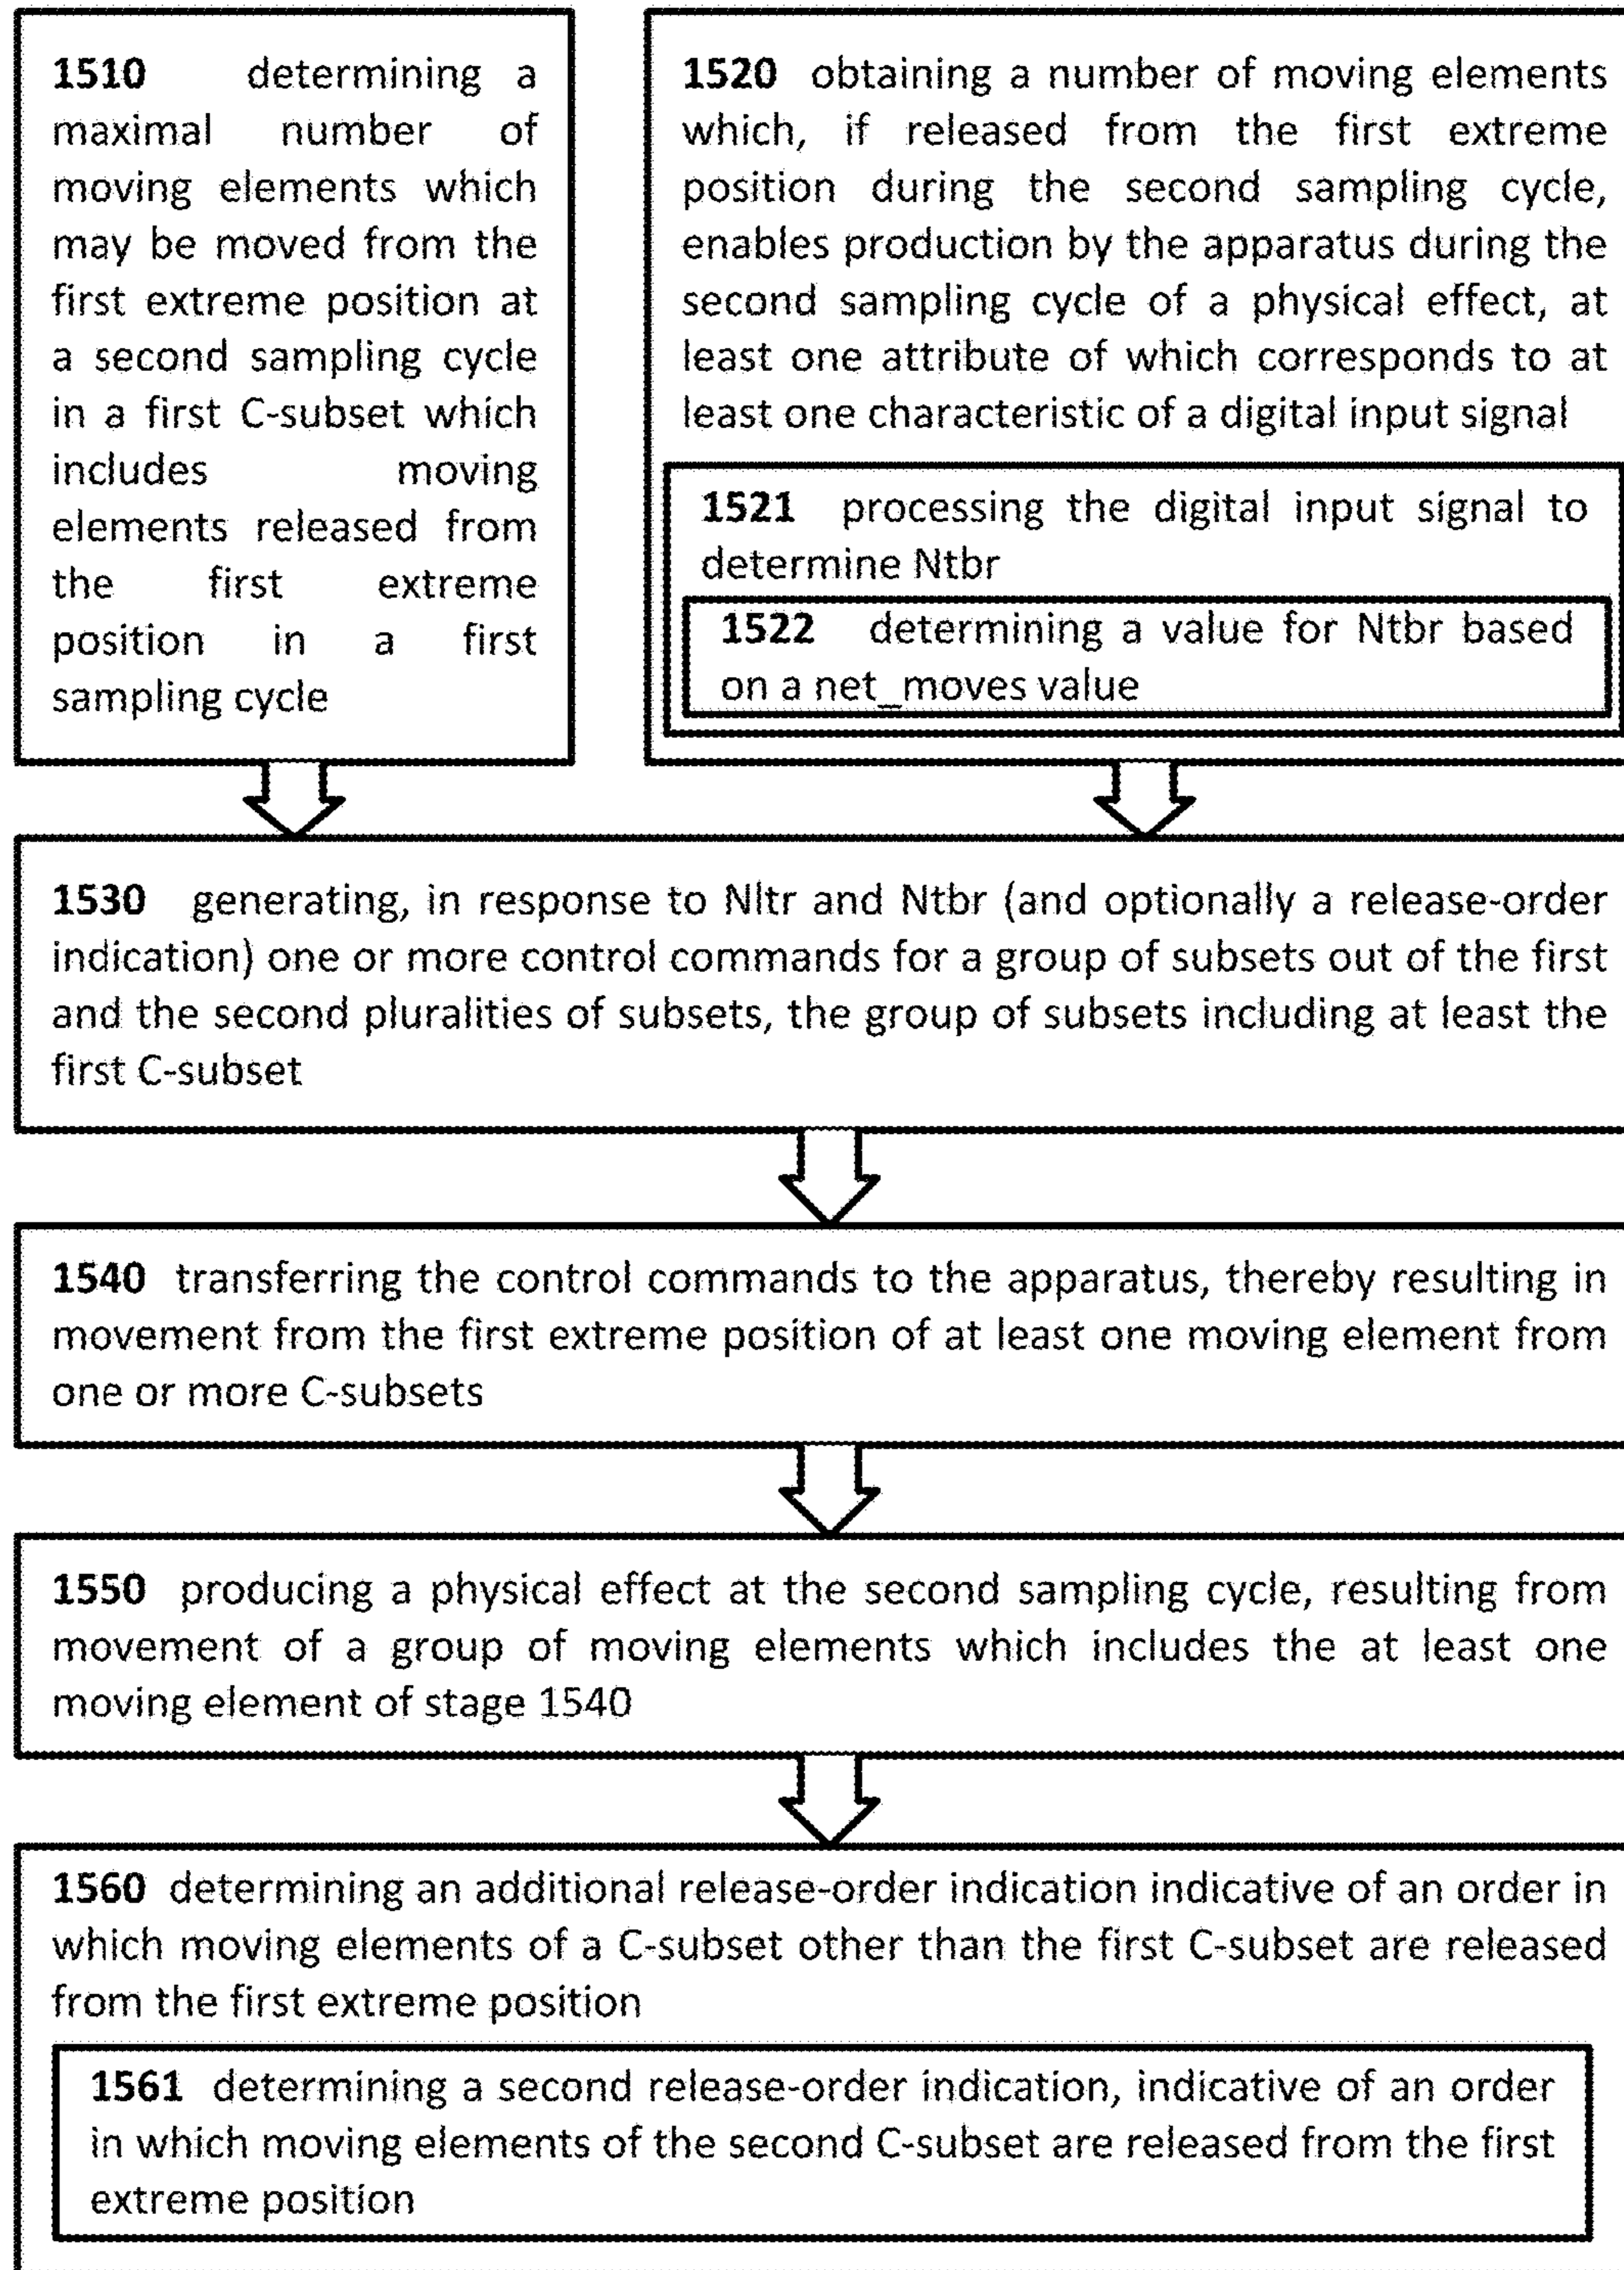 1510 determining a
maximal number of
moving elements which
may be moved from the
first extreme position at
a second sampling cycle
in a first C-subset which
includes moving
elements released from
the first extreme
position in a first
sampling cycle
1520 obtaining a number of moving elements
which, if released from the first extreme
position during the second sampling cycle,
enables production by the apparatus during the
second sampling cycle of a physical effect, at
least one attribute of which corresponds to at
least one characteristic of a digital input signal
1521 processing the digital input signal to
determine Ntbr
1522 determining a value for Ntbr based
on a net_moves value
1530 generating, in response to Nltr and Ntbr (and optionally a release-order
indication) one or more control commands for a group of subsets out of the first
and the second pluralities of subsets, the group of subsets including at least the
first C-subset
1540 transferring the control commands to the apparatus, thereby resulting in
movement from the first extreme position of at least one moving element from
one or more C-subsets
1550 producing a physical effect at the second sampling cycle, resulting from
movement of a group of moving elements which includes the at least one
moving element of stage 1540
1560 determining an additional release-order indication indicative of an order in
which moving elements of a C-subset other than the first C-subset are released
from the first extreme position
1561 determining a second release-order indication, indicative of an order
in which moving elements of the second C-subset are released from the first
extreme position